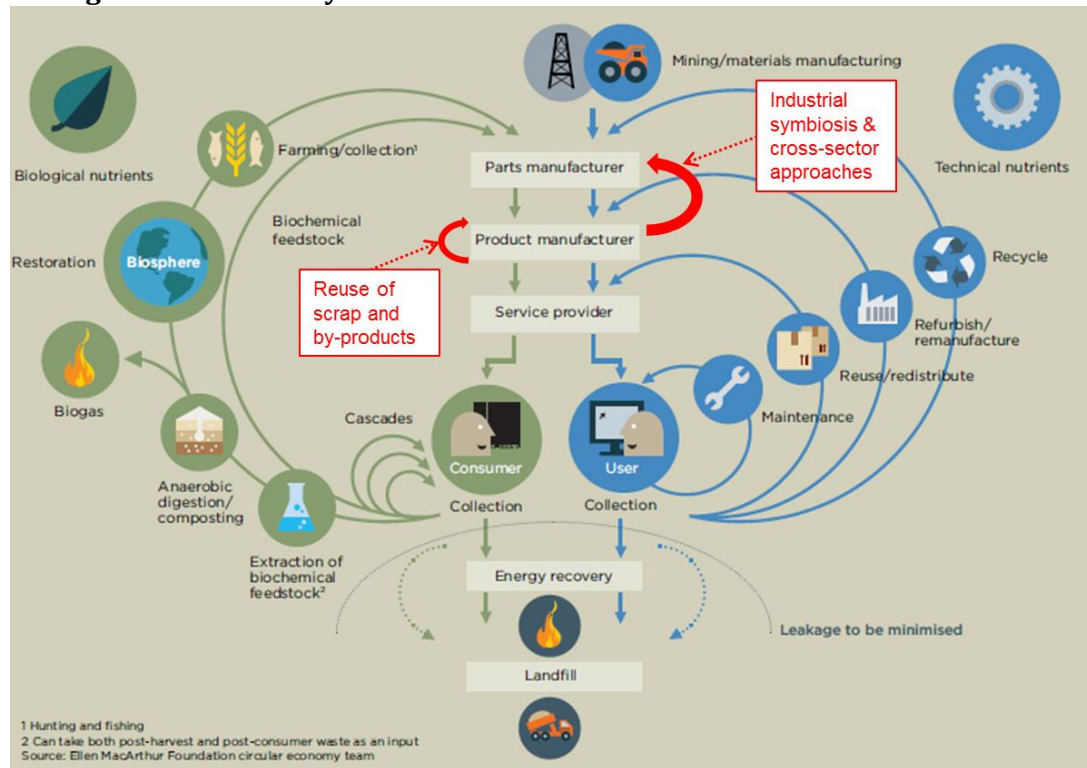 Mining/materials manufacturing
Industrial
symbiosis &
cross-sector
approaches
Biological nutrients
Farming/collection¹
Parts manufacturer
Technical nutrients
Biochemical
feedstock
Product manufacturer
Restoration
Biosphere
Recycle
Reuse of
scrap and
by-products
Service provider
Refurbish/
remanufacture
Reuse/redistribute
Biogas
Maintenance
Cascades
Consumer
User
Anaerobic
digestion/
composting
Collection
Collection
Extraction of
biochemical
feedstock²
Energy recovery
Leakage to be minimised
Landfill
1 Hunting and fishing
2 Can take both post-harvest and post-consumer waste as an input
Source: Ellen MacArthur Foundation circular economy team